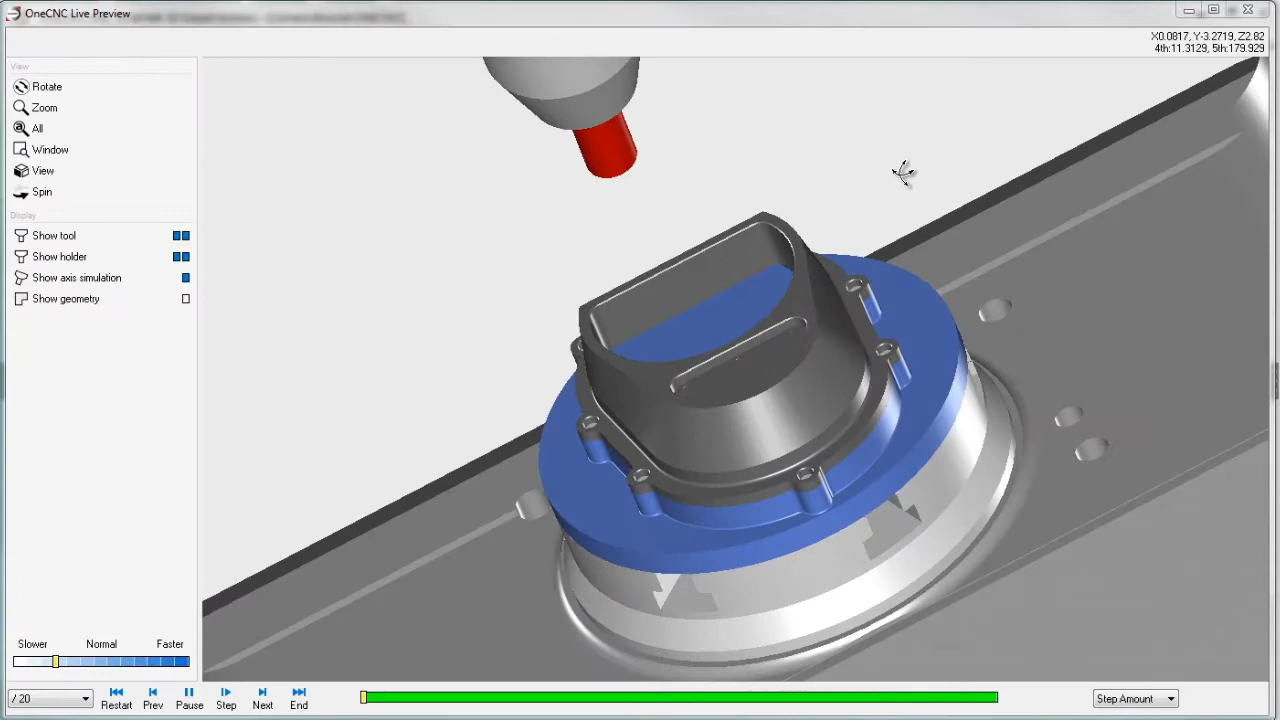 OneCNC Live Preview
X0.0817, Y-3.2719, Z2.82
4th:11.3129, 5th:179.929
View
Rotate
Zoom
All
Window
View
Spin
Display
Show tool
Show holder
Show axis simulation
Show geometry
Slower Normal Faster
/ 20
Restart Prev Pause Step Next End
Step Amount